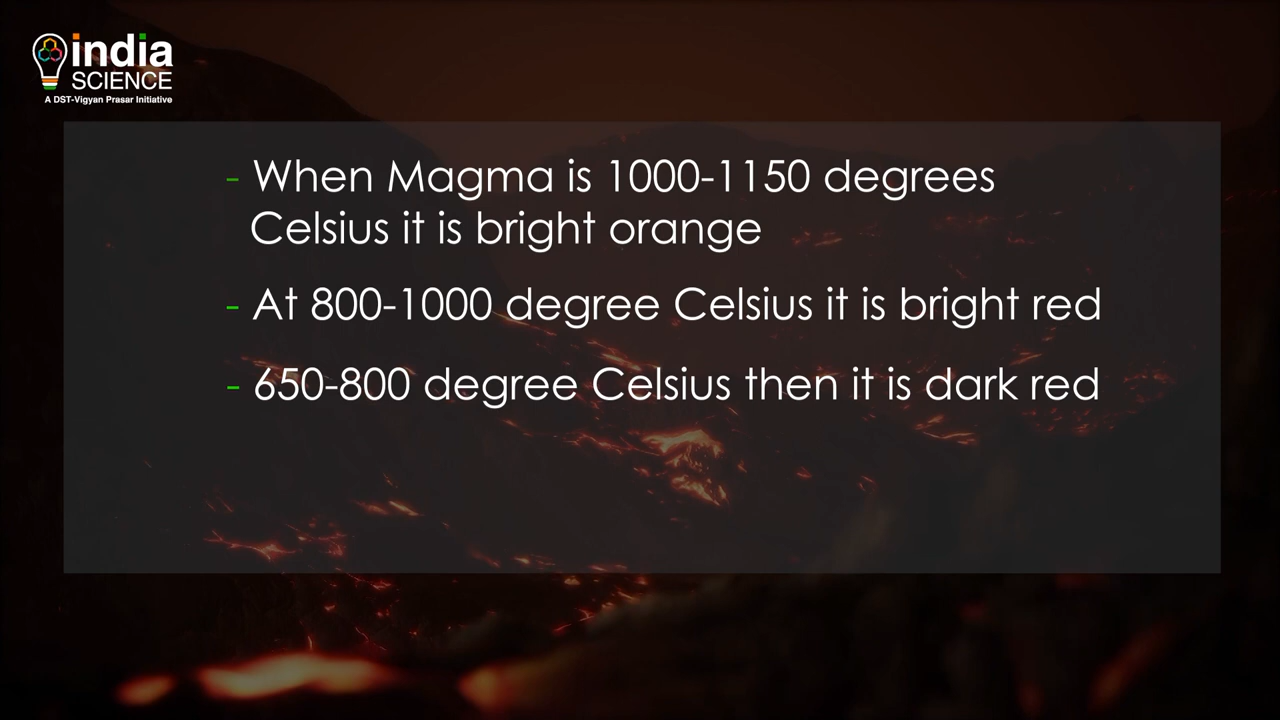 india
SCIENCE
A DST-Vigyan Prasar Initiative
- When Magma is 1000-1150 degrees
Celsius it is bright orange
- At 800-1000 degree Celsius it is bright red
- 650-800 degree Celsius then it is dark red